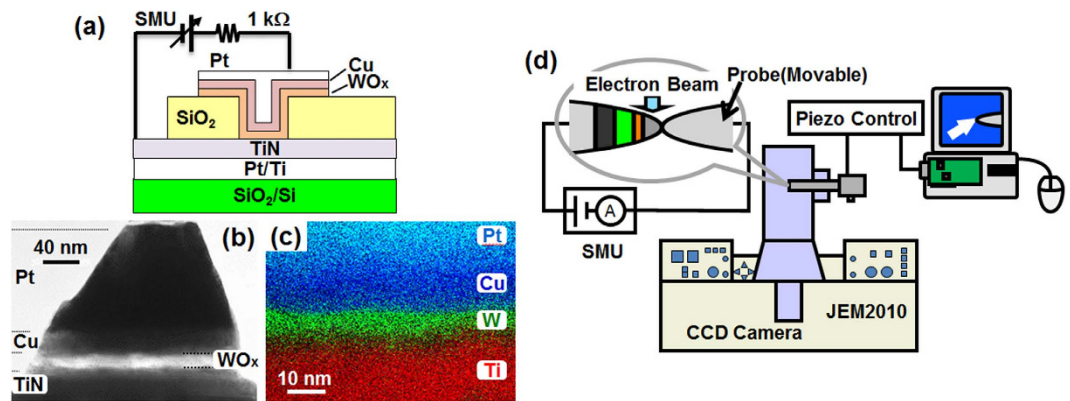 (a)
SMU
1 kΩ
Pt
Cu
WOx
SiO2
TiN
Pt/Ti
SiO2/Si
(b)
40 nm
Pt
Cu
WOx
TiN
(c)
Pt
Cu
W
Ti
10 nm
(d)
Electron Beam
Probe(Movable)
Piezo Control
A
SMU
JEM2010
CCD Camera